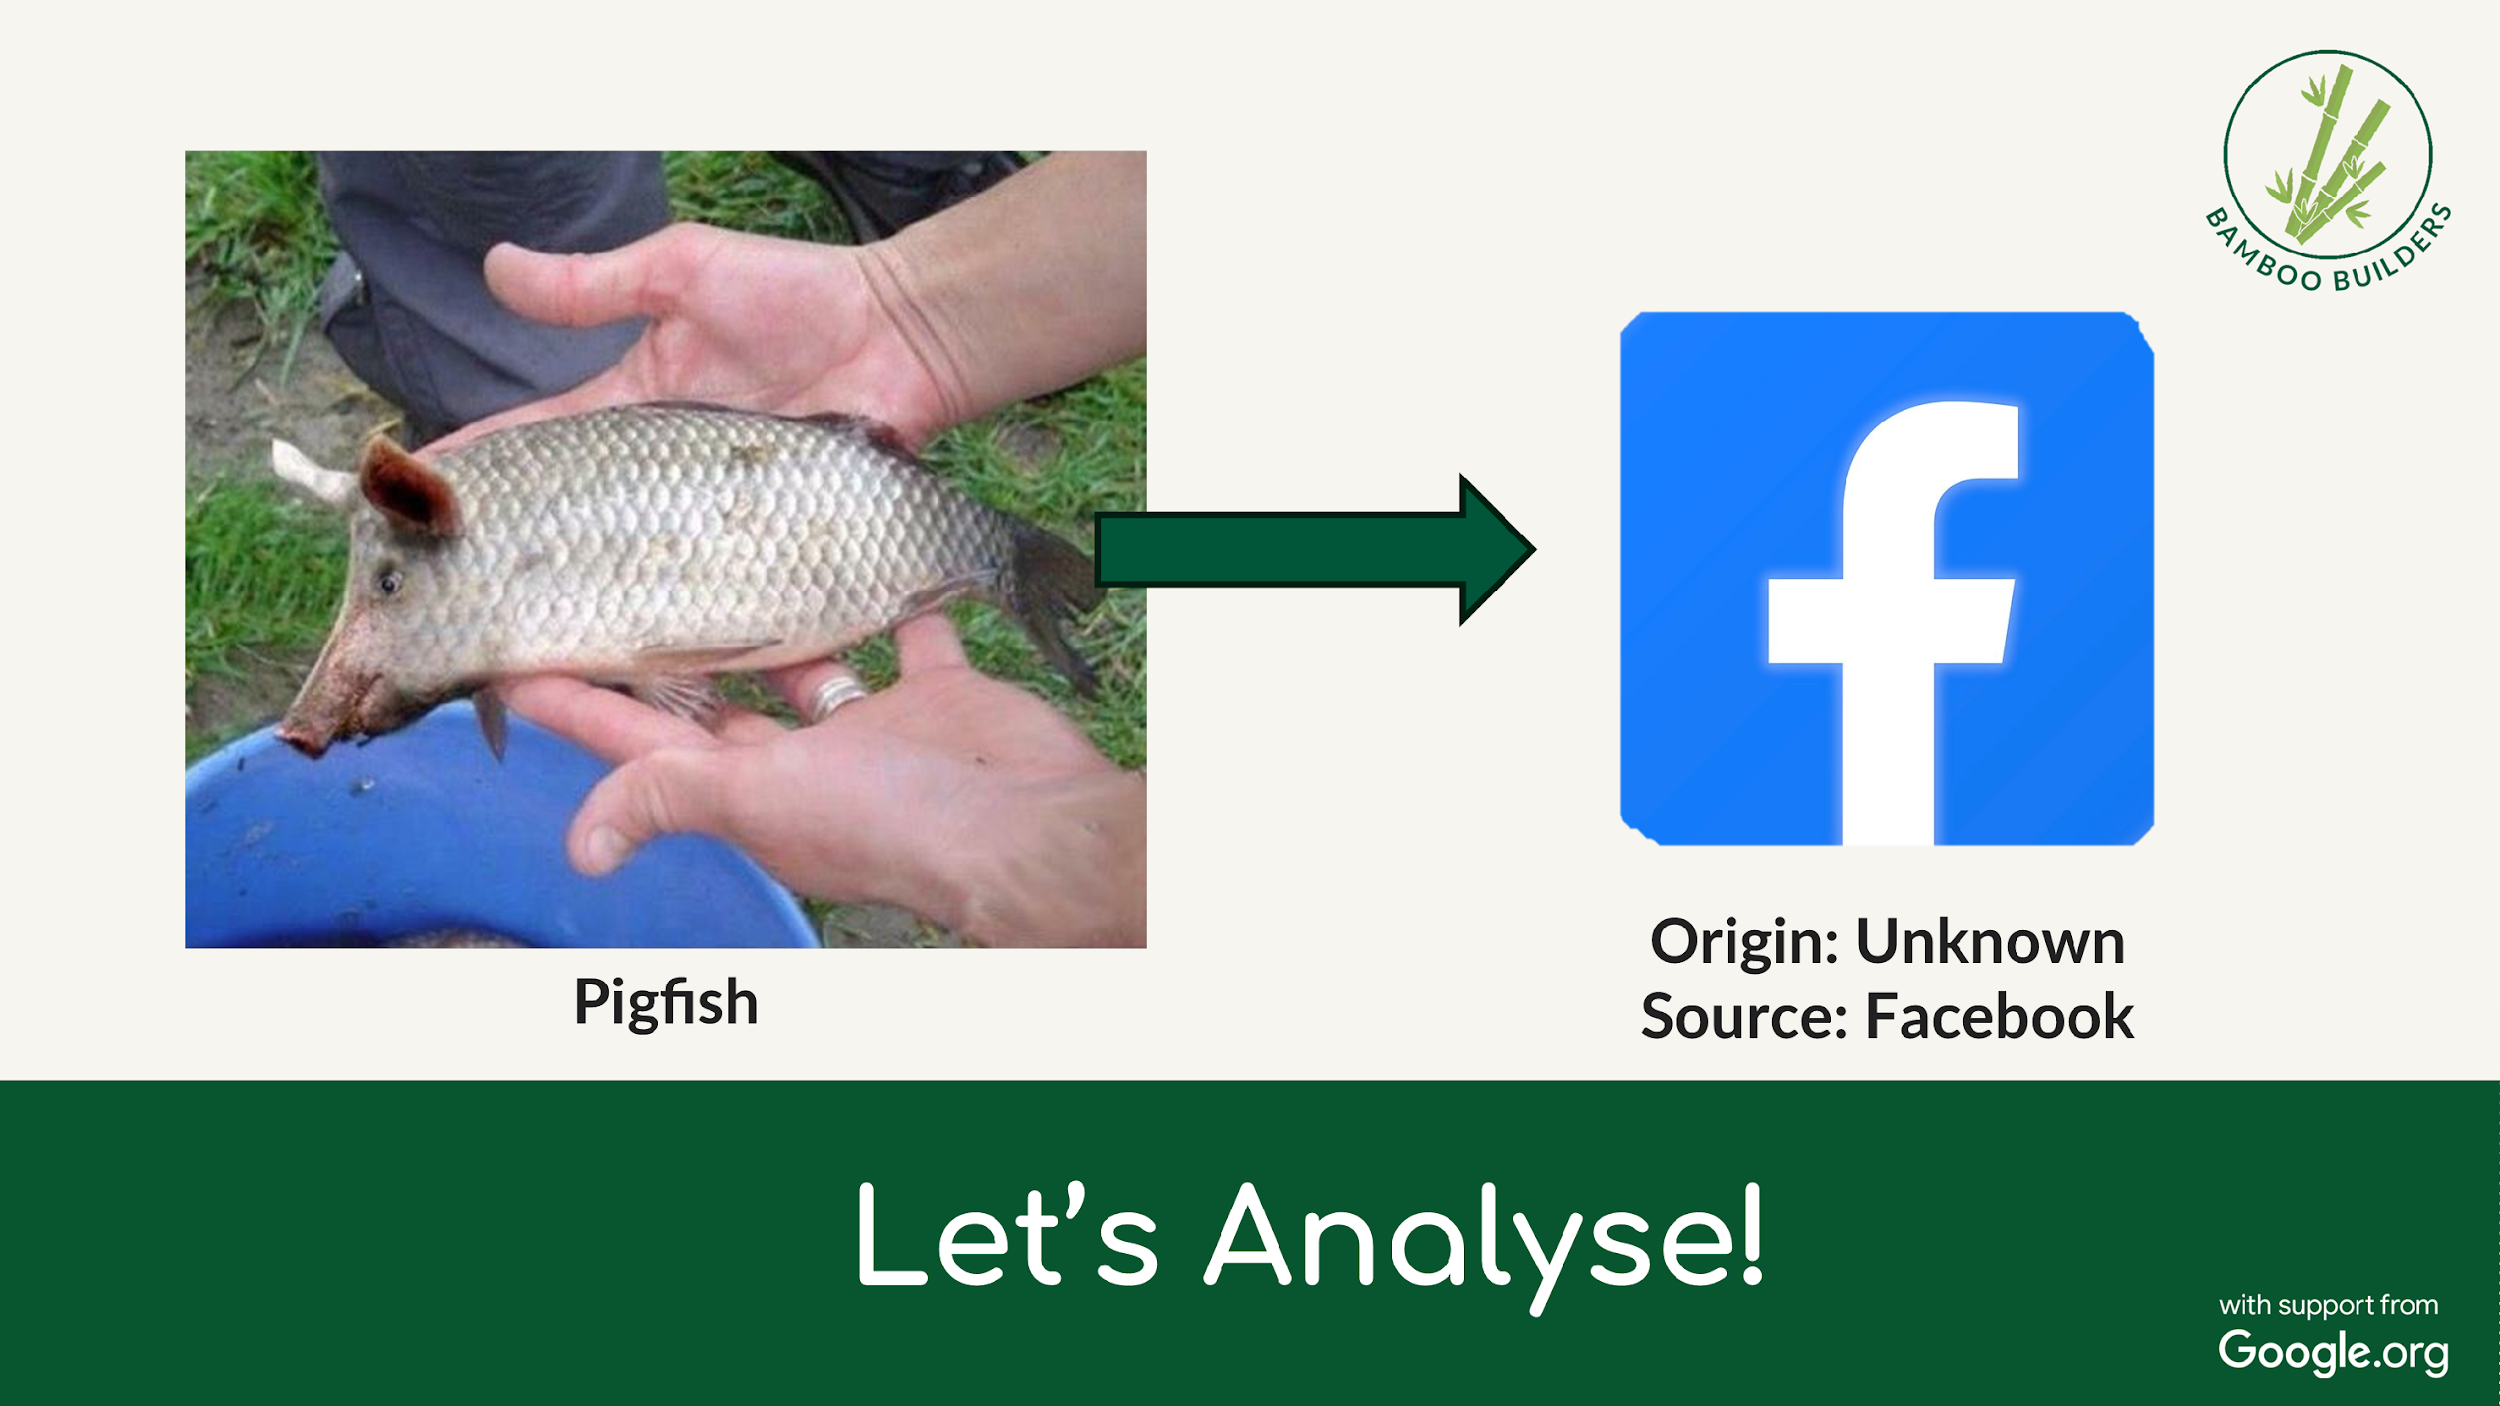 BAMBOO BUILDERS
Pigfish
Origin: Unknown
Source: Facebook
Let's Analyse!
with support from
Google.org